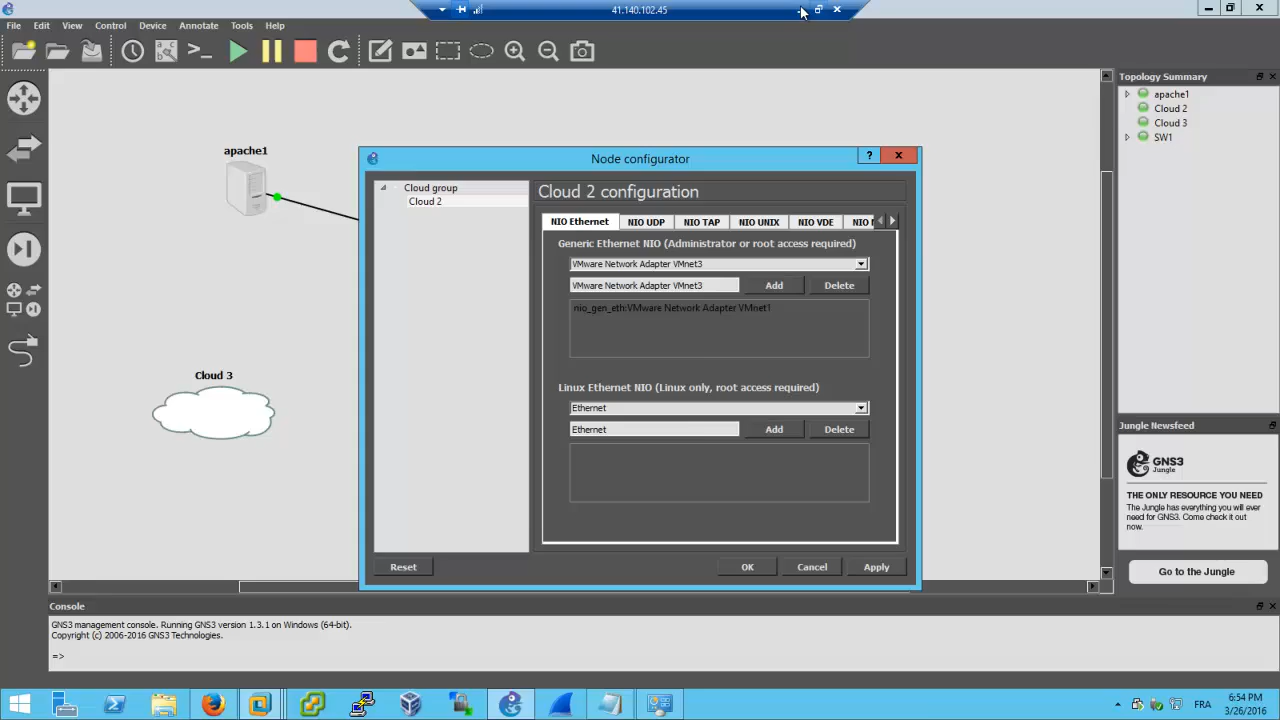 41.140.102.45
File Edit View Control Device Annotate Tools Help
apache1
Cloud 3
Node configurator
?
Cloud group
Cloud 2
Cloud 2 configuration
NIO Ethernet NIO UDP NIO TAP NIO UNIX NIO VDE NIO
Generic Ethernet NIO (Administrator or root access required)
VMware Network Adapter VMnet3
VMware Network Adapter VMnet3 Add Delete
nio_gen_eth:VMware Network Adapter VMnet1
Linux Ethernet NIO (Linux only, root access required)
Ethernet
Ethernet Add Delete
Reset OK Cancel Apply
Topology Summary
apache1
Cloud 2
Cloud 3
SW1
Jungle Newsfeed
GNS3
Jungle
THE ONLY RESOURCE YOU NEED
The Jungle has everything you will ever
need for GNS3. Come check it out
now.
Go to the Jungle
Console
GNS3 management console. Running GNS3 version 1.3.1 on Windows (64-bit).
Copyright (c) 2006-2016 GNS3 Technologies.
=>
FRA
6:54 PM
3/26/2016